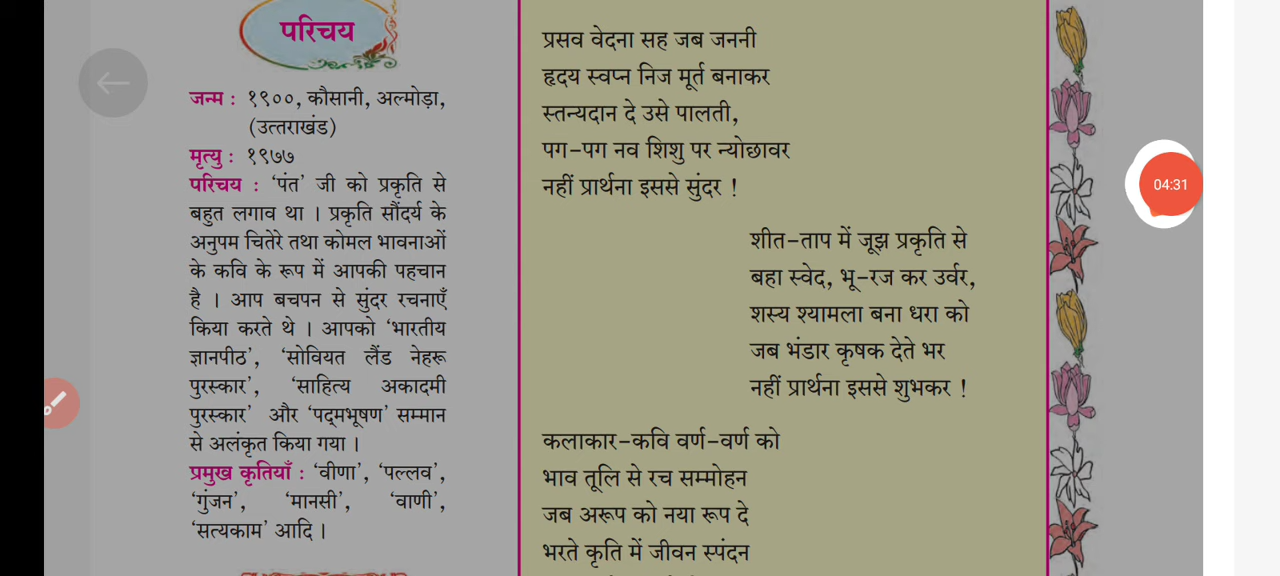 परिचय
जन्म : १९००, कौसानी, अल्मोड़ा,
(उत्तराखंड)
मृत्यु : १९७७
परिचय : ‘पंत’ जी को प्रकृति से
बहुत लगाव था । प्रकृति सौंदर्य के
अनुपम चितेरे तथा कोमल भावनाओं
के कवि के रूप में आपकी पहचान
है । आप बचपन से सुंदर रचनाएँ
किया करते थे । आपको ‘भारतीय
ज्ञानपीठ’, ‘सोवियत लैंड नेहरू
पुरस्कार’, ‘साहित्य अकादमी
पुरस्कार’ और ‘पद्मभूषण’ सम्मान
से अलंकृत किया गया ।
प्रमुख कृतियाँ : ‘वीणा’, ‘पल्लव’,
‘गुंजन’, ‘मानसी’, ‘वाणी’,
‘सत्यकाम’ आदि ।
प्रसव वेदना सह जब जननी
हृदय स्वप्न निज मूर्त बनाकर
स्तन्यदान दे उसे पालती,
पग-पग नव शिशु पर न्योछावर
नहीं प्रार्थना इससे सुंदर !
शीत-ताप में जूझ प्रकृति से
बहा स्वेद, भू-रज कर उर्वर,
शस्य श्यामला बना धरा को
जब भंडार कृषक देते भर
नहीं प्रार्थना इससे शुभकर !
कलाकार-कवि वर्ण-वर्ण को
भाव तूलि से रच सम्मोहन
जब अरूप को नया रूप दे
भरते कृति में जीवन स्पंदन
04:31